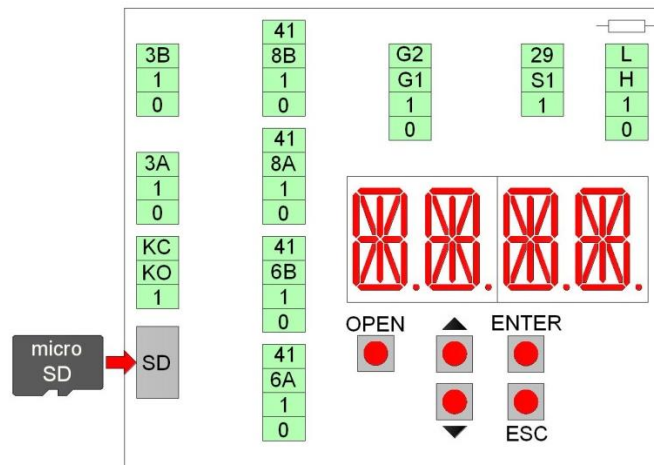 3B
1
0
41
8B
1
0
G2
G1
1
0
29
S1
1
L
H
1
0
3A
1
0
41
8A
1
0
KC
KO
1
41
6B
1
0
micro
SD
SD
41
6A
1
0
OPEN
ENTER
ESC